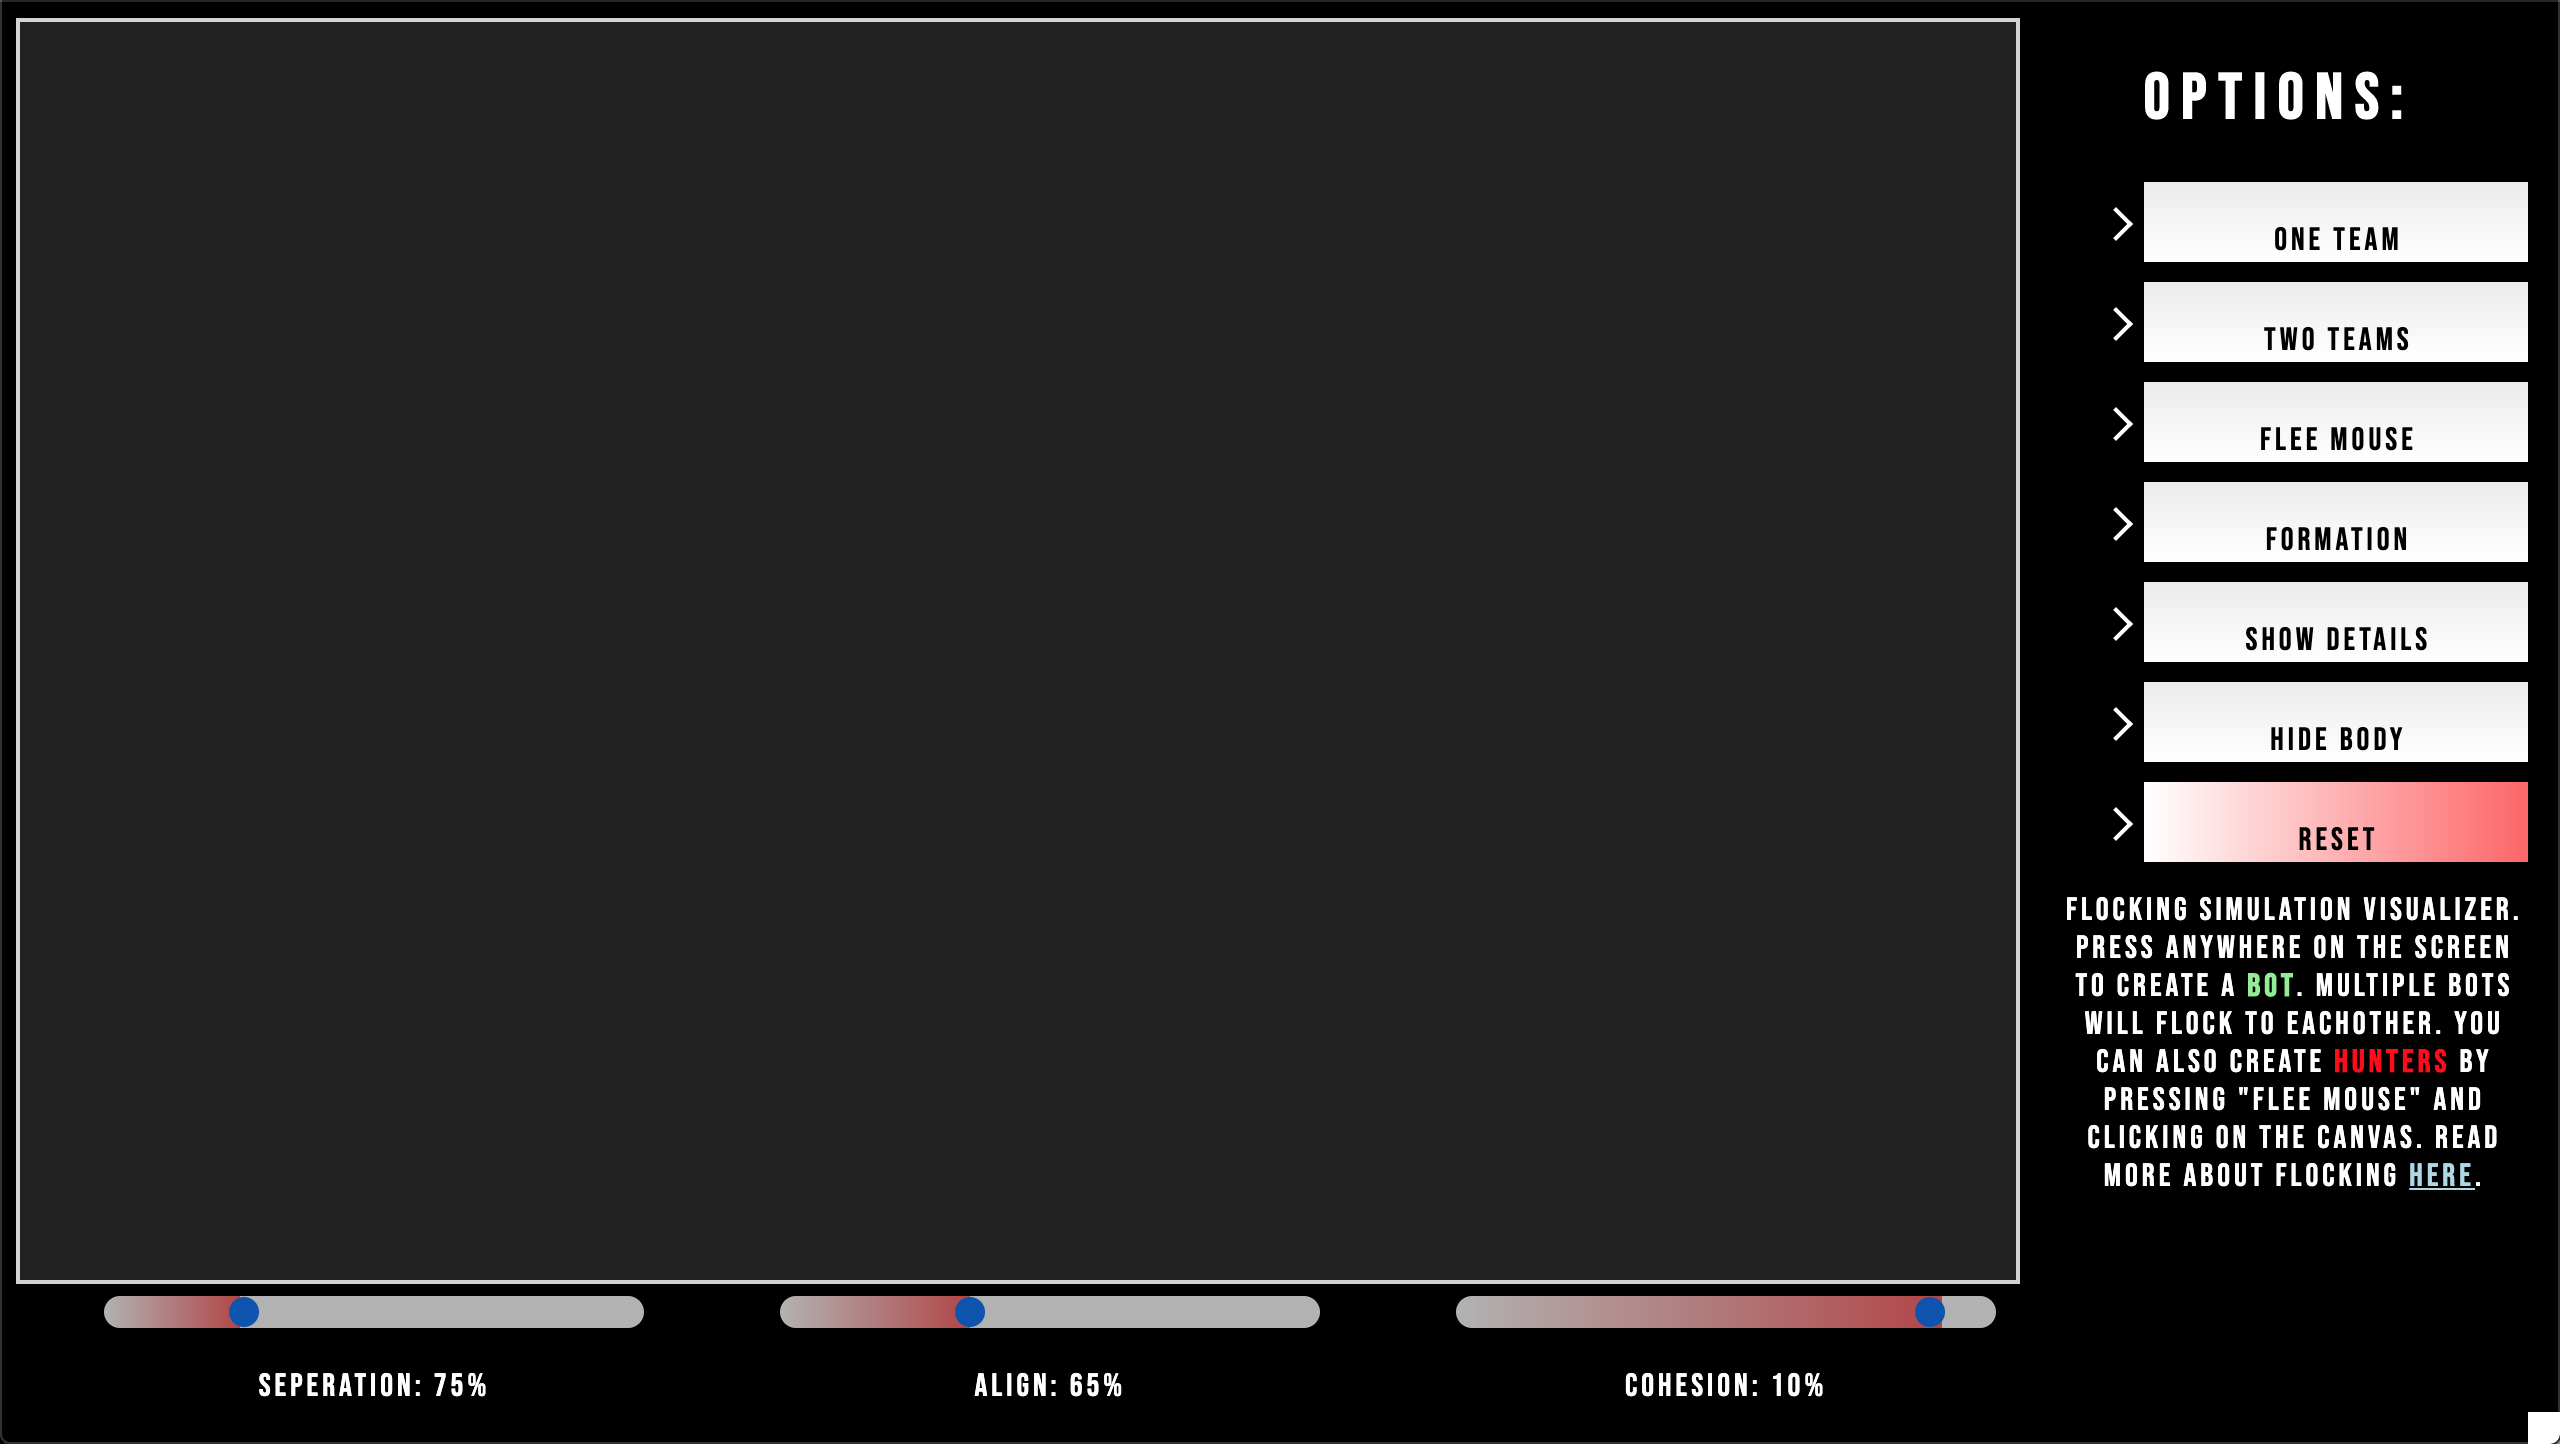 OPTIONS:
ONE TEAM
TWO TEAMS
FLEE MOUSE
FORMATION
SHOW DETAILS
HIDE BODY
RESET
FLOCKING SIMULATION VISUALIZER.
PRESS ANYWHERE ON THE SCREEN
TO CREATE A BOT. MULTIPLE BOTS
WILL FLOCK TO EACHOTHER. YOU
CAN ALSO CREATE HUNTERS BY
PRESSING "FLEE MOUSE" AND
CLICKING ON THE CANVAS. READ
MORE ABOUT FLOCKING HERE.
SEPERATION: 75%
ALIGN: 65%
COHESION: 10%